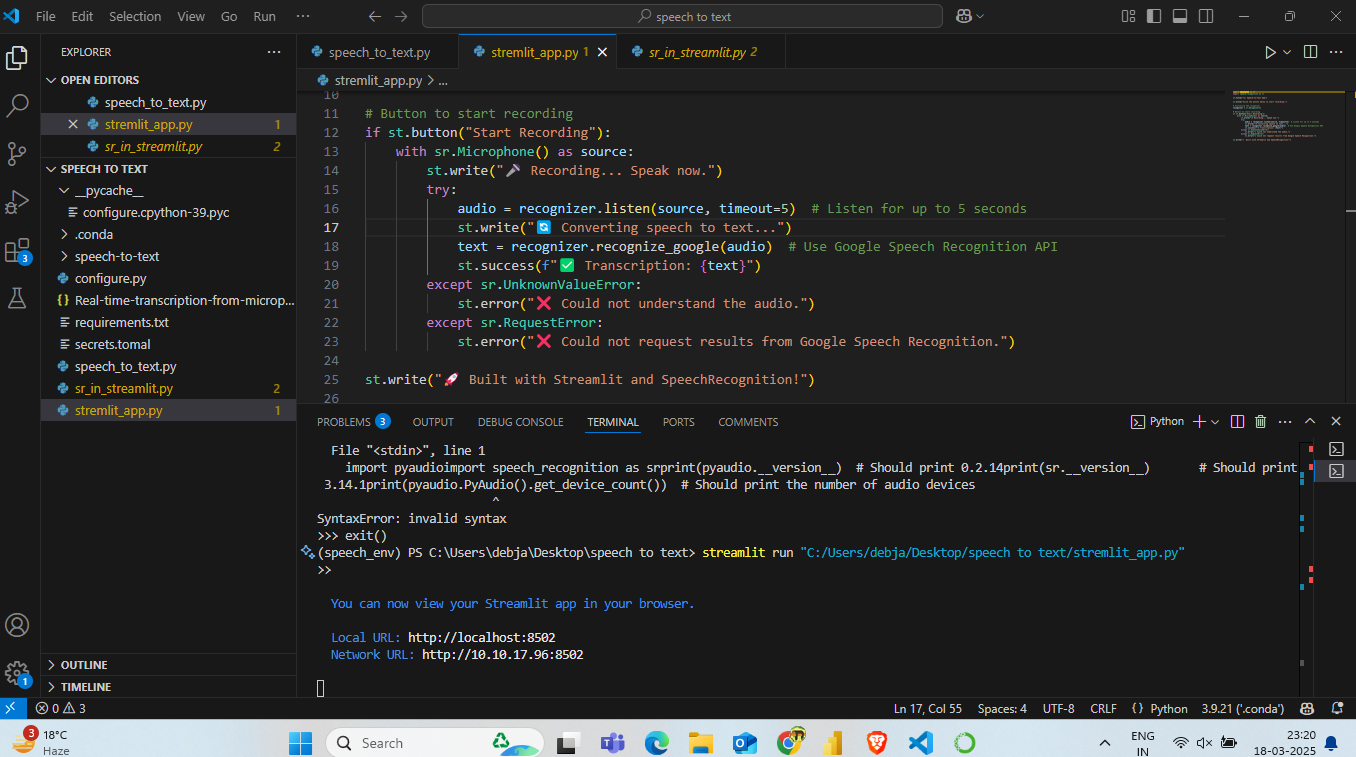 File Edit Selection View Go Run ··· speech to text
EXPLORER ···
OPEN EDITORS
speech_to_text.py
stremlit_app.py 1
sr_in_streamlit.py 2
SPEECH TO TEXT
__pycache__
configure.cpython-39.pyc
.conda
speech-to-text
configure.py
{} Real-time-transcription-from-microp...
requirements.txt
secrets.tomal
speech_to_text.py
sr_in_streamlit.py 2
stremlit_app.py 1
OUTLINE
TIMELINE
3
1
speech_to_text.py stremlit_app.py 1 sr_in_streamlit.py 2
stremlit_app.py > ...
10
11 # Button to start recording
12 if st.button("Start Recording"):
13 with sr.Microphone() as source:
14 st.write("🎤 Recording... Speak now.")
15 try:
16 audio = recognizer.listen(source, timeout=5) # Listen for up to 5 seconds
17 st.write("🔄 Converting speech to text...")
18 text = recognizer.recognize_google(audio) # Use Google Speech Recognition API
19 st.success(f"✅ Transcription: {text}")
20 except sr.UnknownValueError:
21 st.error("❌ Could not understand the audio.")
22 except sr.RequestError:
23 st.error("❌ Could not request results from Google Speech Recognition.")
24
25 st.write("🚀 Built with Streamlit and SpeechRecognition!")
26
PROBLEMS 3 OUTPUT DEBUG CONSOLE TERMINAL PORTS COMMENTS Python
File "<stdin>", line 1
import pyaudioimport speech_recognition as srprint(pyaudio.__version__) # Should print 0.2.14print(sr.__version__) # Should print
3.14.1print(pyaudio.PyAudio().get_device_count()) # Should print the number of audio devices
^
SyntaxError: invalid syntax
>>> exit()
(speech_env) PS C:\Users\debja\Desktop\speech to text> streamlit run "C:/Users/debja/Desktop/speech to text/stremlit_app.py"
>>
You can now view your Streamlit app in your browser.
Local URL: http://localhost:8502
Network URL: http://10.10.17.96:8502
0 3 Ln 17, Col 55 Spaces: 4 UTF-8 CRLF {} Python 3.9.21 ('.conda')
3 18°C
Haze
Search
ENG
IN
23:20
18-03-2025